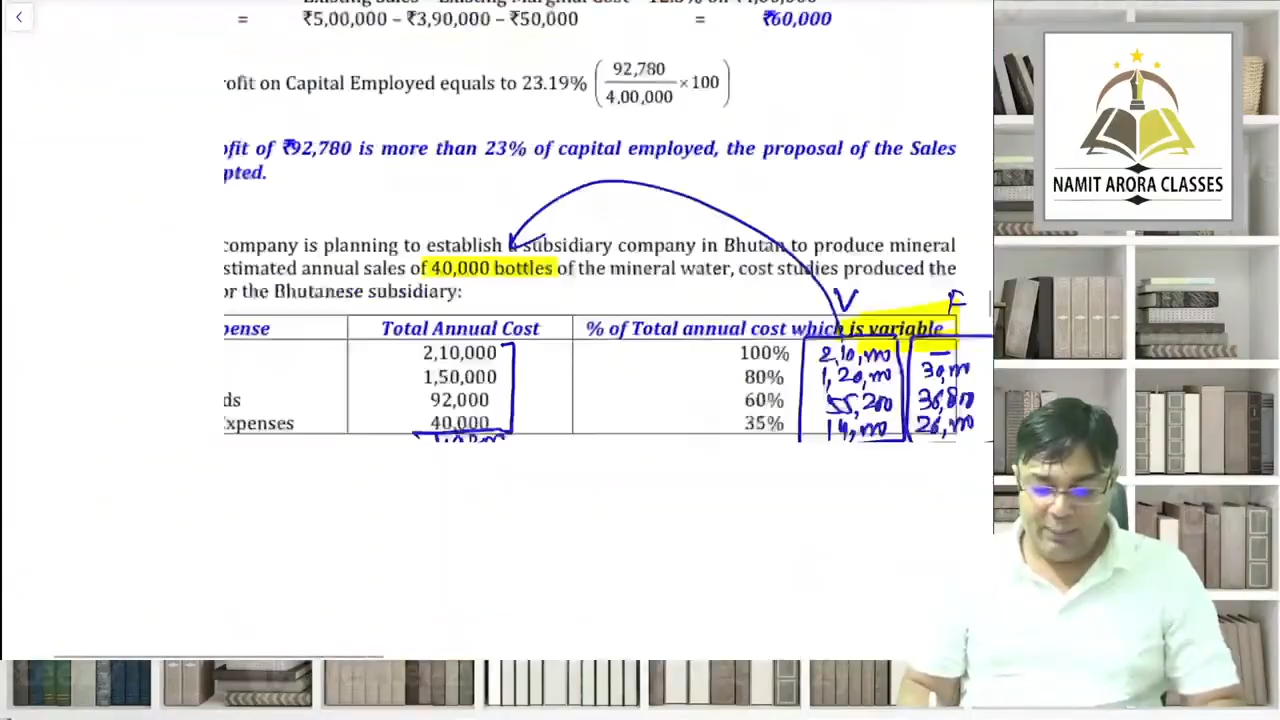 = ₹5,00,000 – ₹3,90,000 – ₹50,000 = ₹60,000
rofit on Capital Employed equals to 23.19% ( 92,780 / 4,00,000 × 100 )
ofit of ₹92,780 is more than 23% of capital employed, the proposal of the Sales
pted.
company is planning to establish a subsidiary company in Bhutan to produce mineral
stimated annual sales of 40,000 bottles of the mineral water, cost studies produced the
or the Bhutanese subsidiary:
V F
pense Total Annual Cost % of Total annual cost which is variable
2,10,000 100% 2,10,000 –
1,50,000 80% 1,20,000 30,000
ds 92,000 60% 55,200 36,800
Expenses 40,000 35% 14,000 26,000
NAMIT ARORA CLASSES